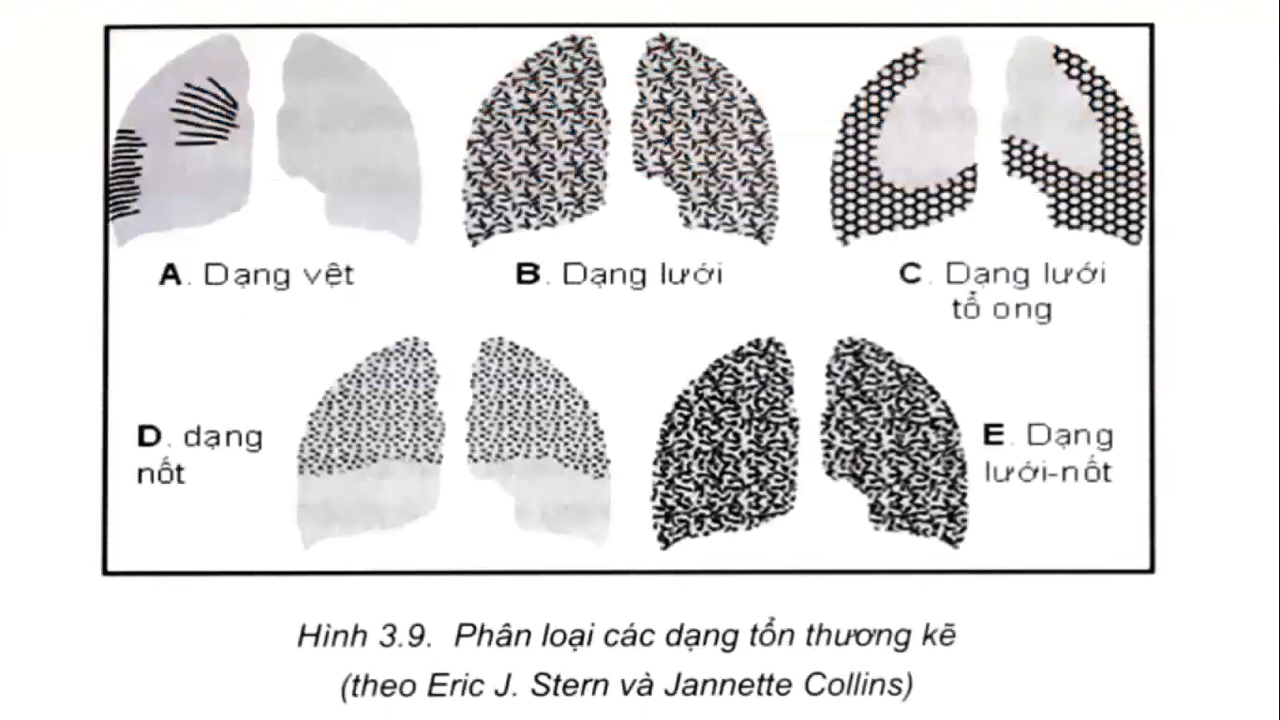 A. Dạng vệt
B. Dạng lưới
C. Dạng lưới
tổ ong
D. dạng
nốt
E. Dạng
lưới-nốt
Hình 3.9. Phân loại các dạng tổn thương kẽ
(theo Eric J. Stern và Jannette Collins)